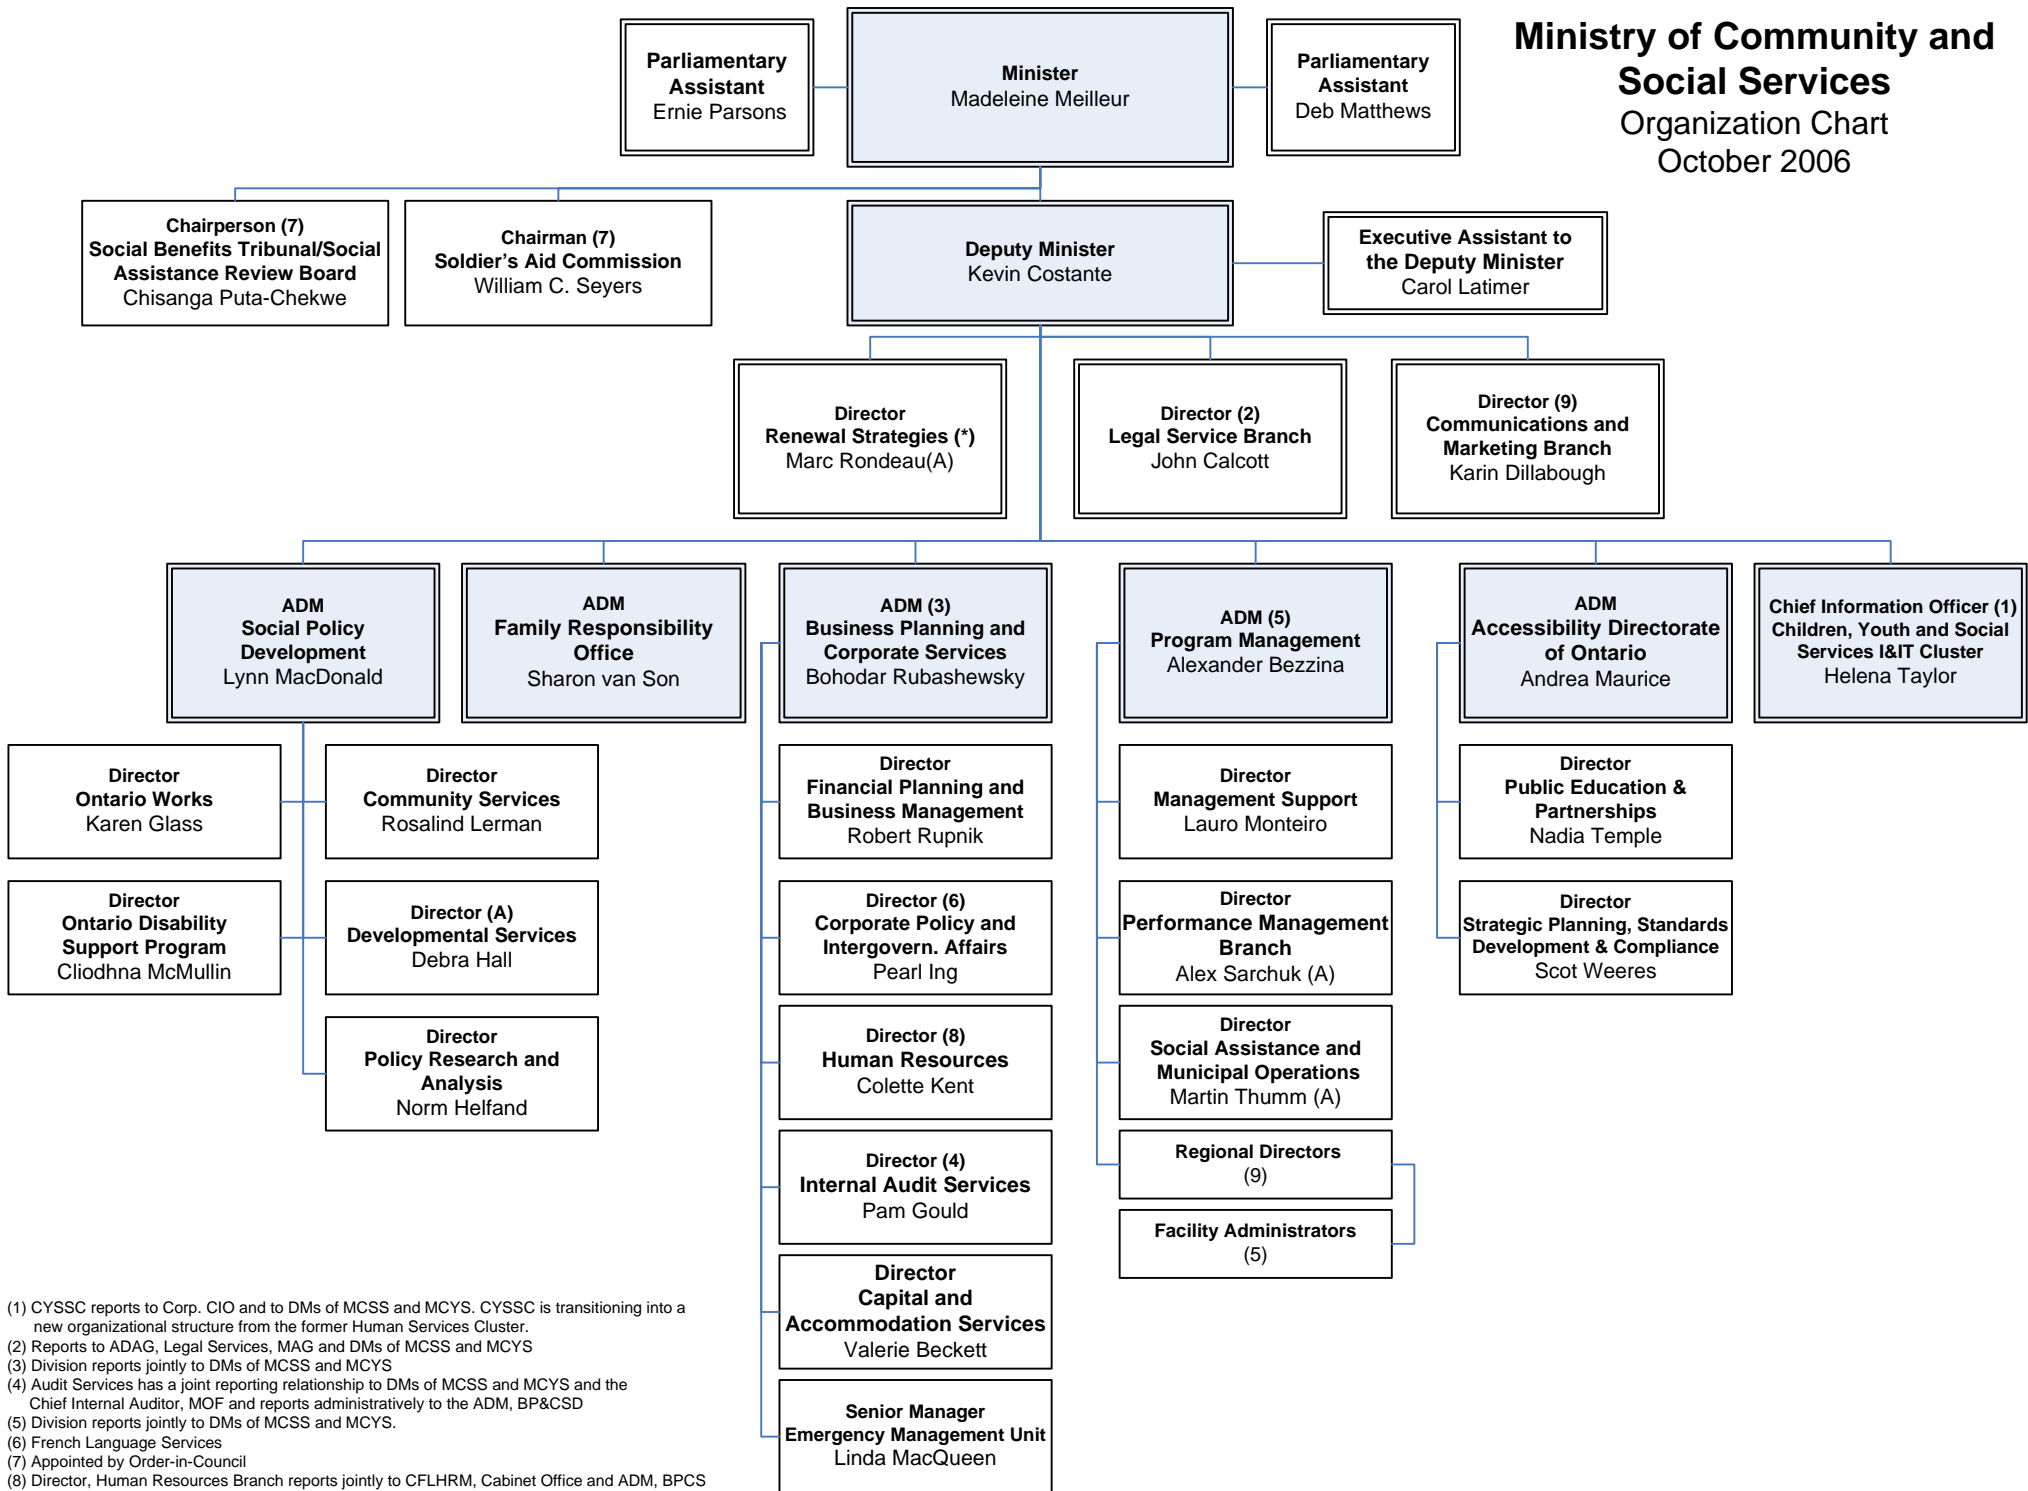 Ministry of Community and
Social Services
Organization Chart
October 2006
Parliamentary
Assistant
Ernie Parsons
Minister
Madeleine Meilleur
Parliamentary
Assistant
Deb Matthews
Chairperson (7)
Social Benefits Tribunal/Social
Assistance Review Board
Chisanga Puta-Chekwe
Chairman (7)
Soldier's Aid Commission
William C. Seyers
Deputy Minister
Kevin Costante
Executive Assistant to
the Deputy Minister
Carol Latimer
Director
Renewal Strategies (*)
Marc Rondeau(A)
Director (2)
Legal Service Branch
John Calcott
Director (9)
Communications and
Marketing Branch
Karin Dillabough
ADM
Social Policy
Development
Lynn MacDonald
ADM
Family Responsibility
Office
Sharon van Son
ADM (3)
Business Planning and
Corporate Services
Bohodar Rubashewsky
ADM (5)
Program Management
Alexander Bezzina
ADM
Accessibility Directorate
of Ontario
Andrea Maurice
Chief Information Officer (1)
Children, Youth and Social
Services I&IT Cluster
Helena Taylor
Director
Ontario Works
Karen Glass
Director
Community Services
Rosalind Lerman
Director
Ontario Disability
Support Program
Cliodhna McMullin
Director (A)
Developmental Services
Debra Hall
Director
Policy Research and
Analysis
Norm Helfand
Director
Financial Planning and
Business Management
Robert Rupnik
Director (6)
Corporate Policy and
Intergovern. Affairs
Pearl Ing
Director (8)
Human Resources
Colette Kent
Director (4)
Internal Audit Services
Pam Gould
Director
Capital and
Accommodation Services
Valerie Beckett
Senior Manager
Emergency Management Unit
Linda MacQueen
Director
Management Support
Lauro Monteiro
Director
Performance Management
Branch
Alex Sarchuk (A)
Director
Social Assistance and
Municipal Operations
Martin Thumm (A)
Regional Directors
(9)
Facility Administrators
(5)
Director
Public Education &
Partnerships
Nadia Temple
Director
Strategic Planning, Standards
Development & Compliance
Scot Weeres
(1) CYSSC reports to Corp. CIO and to DMs of MCSS and MCYS. CYSSC is transitioning into a
new organizational structure from the former Human Services Cluster.
(2) Reports to ADAG, Legal Services, MAG and DMs of MCSS and MCYS
(3) Division reports jointly to DMs of MCSS and MCYS
(4) Audit Services has a joint reporting relationship to DMs of MCSS and MCYS and the
Chief Internal Auditor, MOF and reports administratively to the ADM, BP&CSD
(5) Division reports jointly to DMs of MCSS and MCYS.
(6) French Language Services
(7) Appointed by Order-in-Council
(8) Director, Human Resources Branch reports jointly to CFLHRM, Cabinet Office and ADM, BPCS